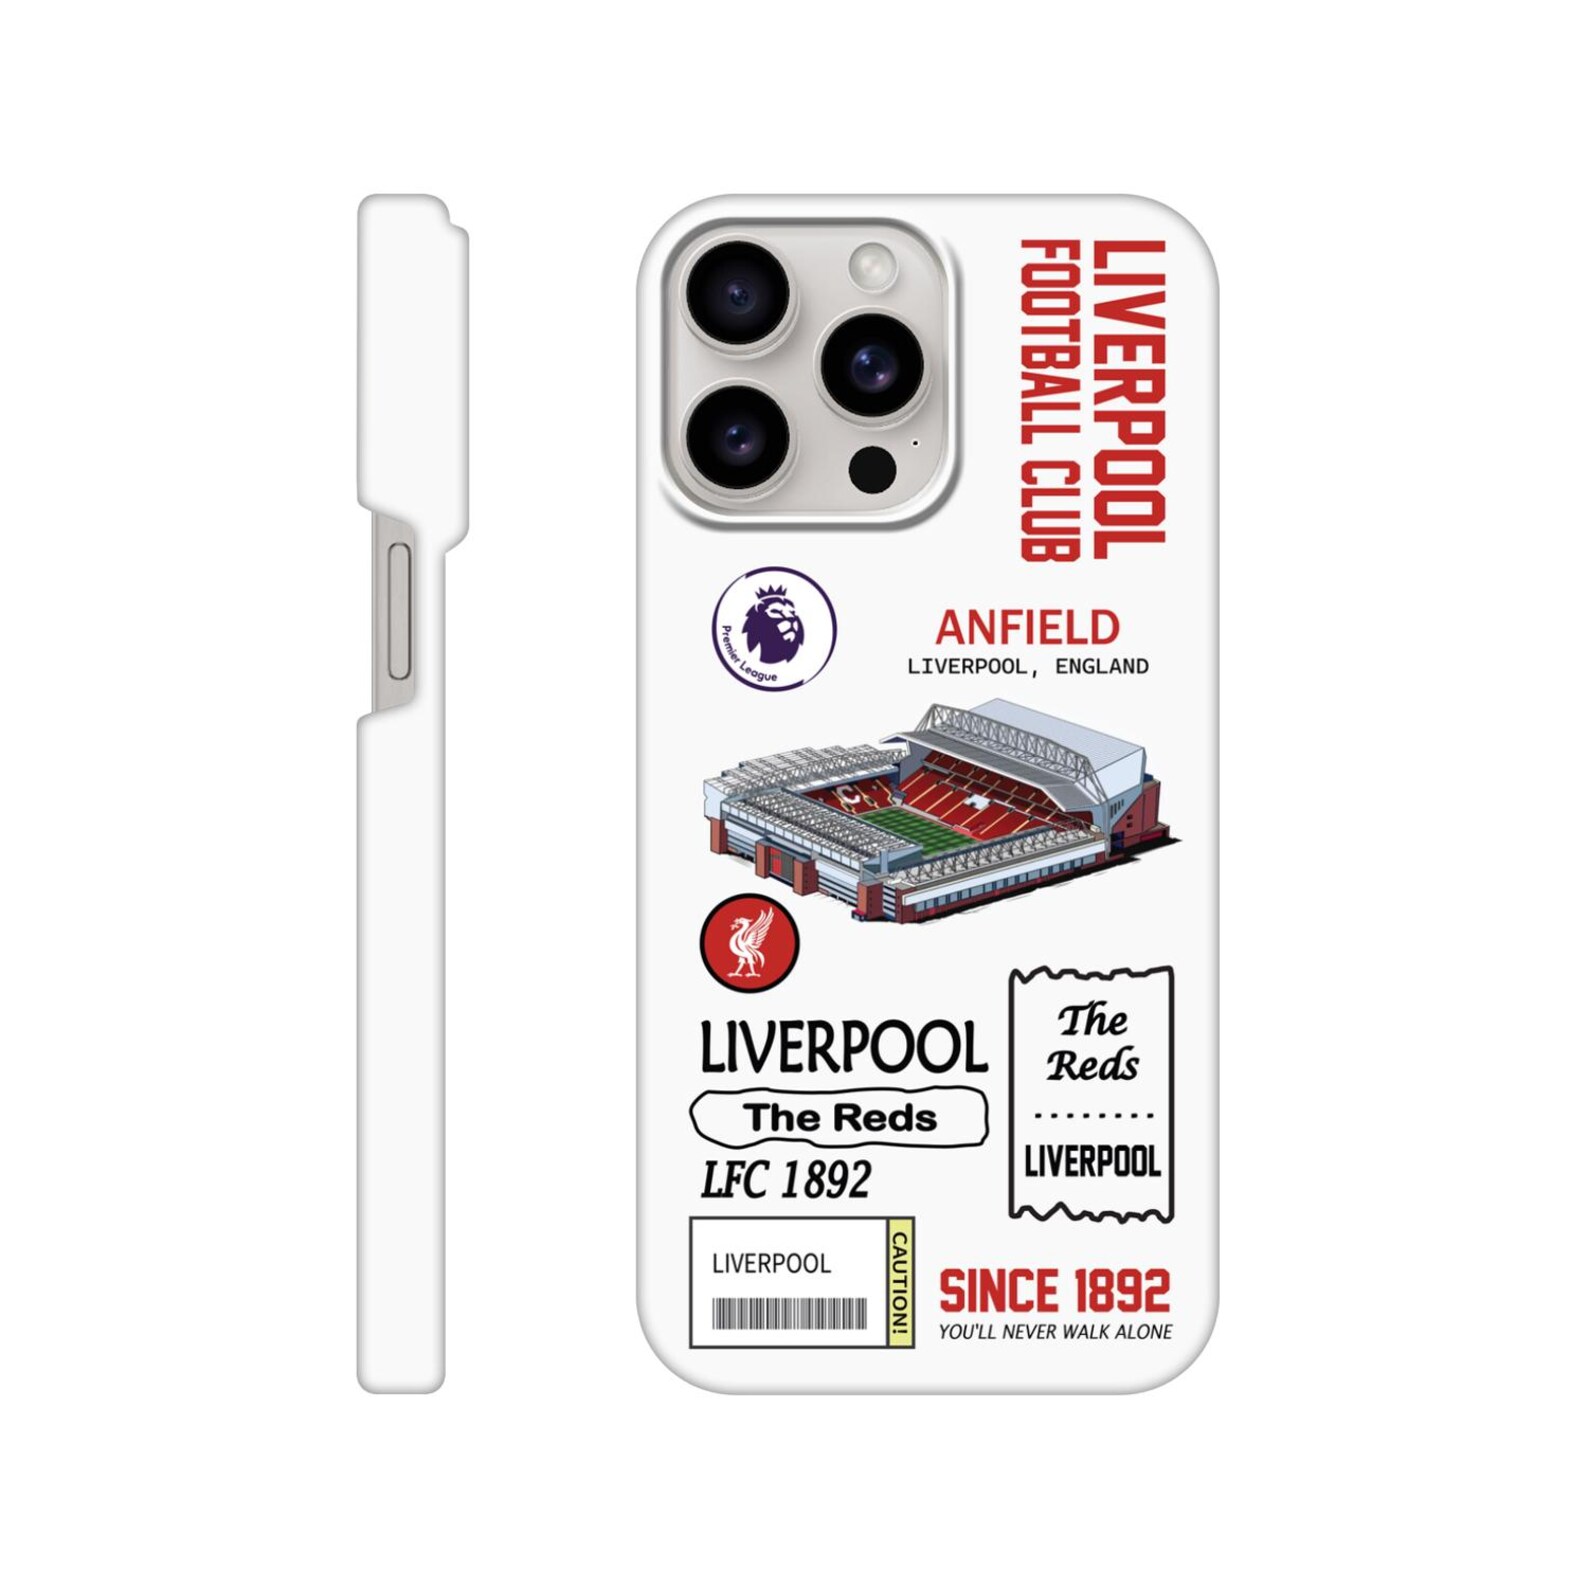 LIVERPOOL
FOOTBALL CLUB
Premier League
ANFIELD
LIVERPOOL, ENGLAND
C
LIVERPOOL
The Reds
LFC 1892
The
Reds
LIVERPOOL
LIVERPOOL
CAUTION!
SINCE 1892
YOU'LL NEVER WALK ALONE